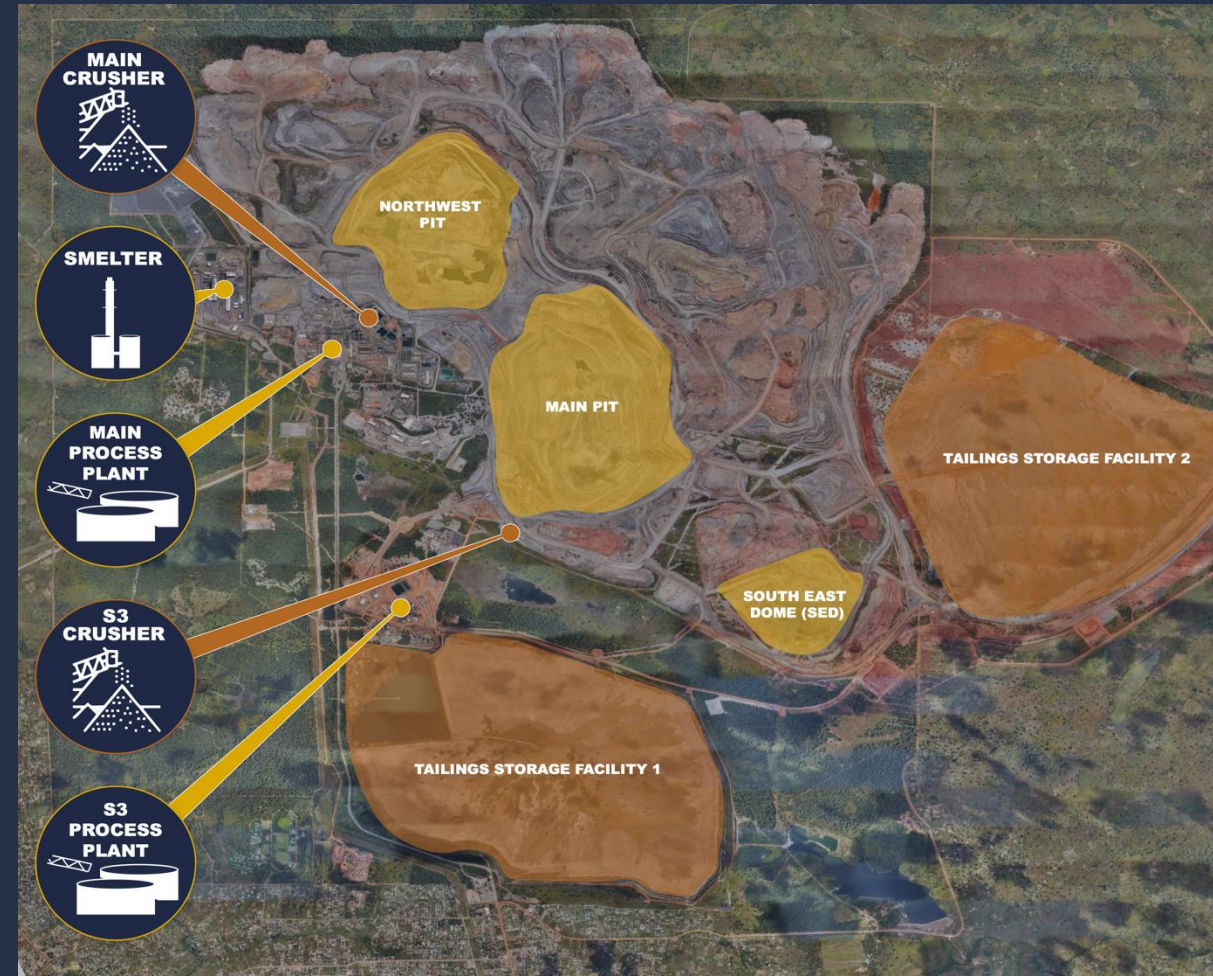 MAIN
CRUSHER
SMELTER
MAIN
PROCESS
PLANT
S3
CRUSHER
S3
PROCESS
PLANT
NORTHWEST
PIT
MAIN PIT
TAILINGS STORAGE FACILITY 2
SOUTH EAST
DOME (SED)
TAILINGS STORAGE FACILITY 1